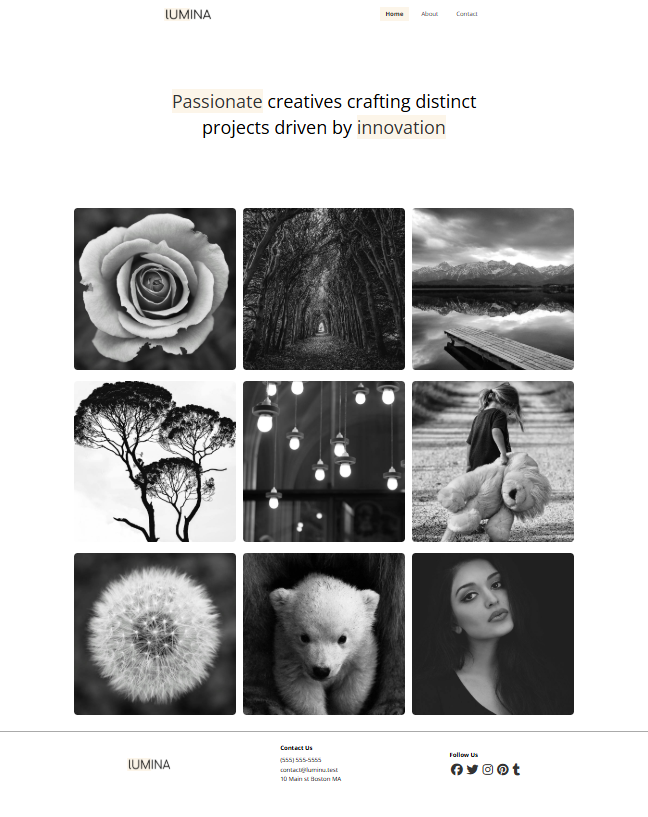 lUMINA
Home About Contact
Passionate creatives crafting distinct
projects driven by innovation
lUMINA
Contact Us
(555) 555-5555
contact@luminu.test
10 Main st Boston MA
Follow Us